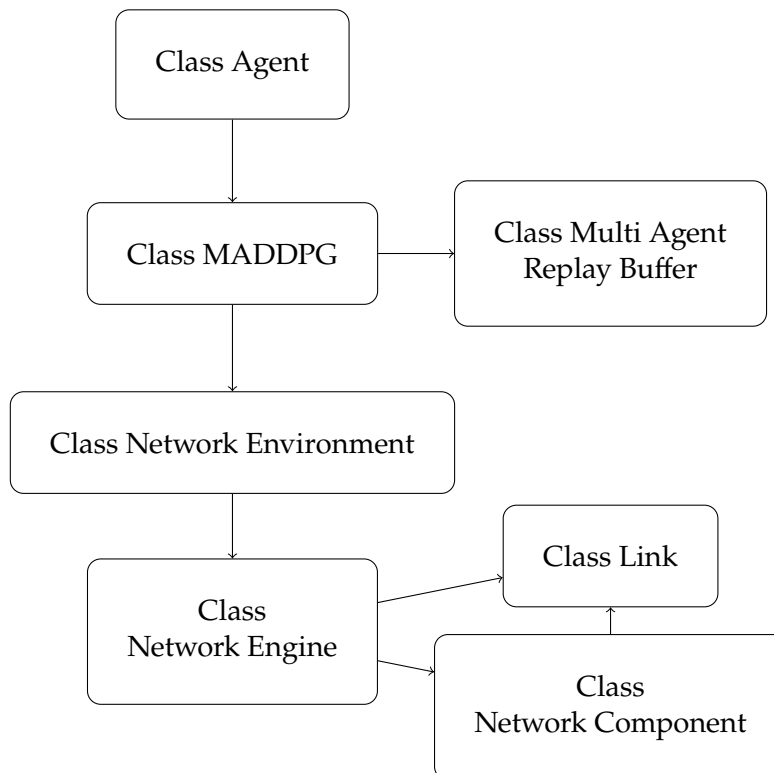 Class Agent
Class MADDPG
Class Multi Agent
Replay Buffer
Class Network Environment
Class Link
Class
Network Engine
Class
Network Component